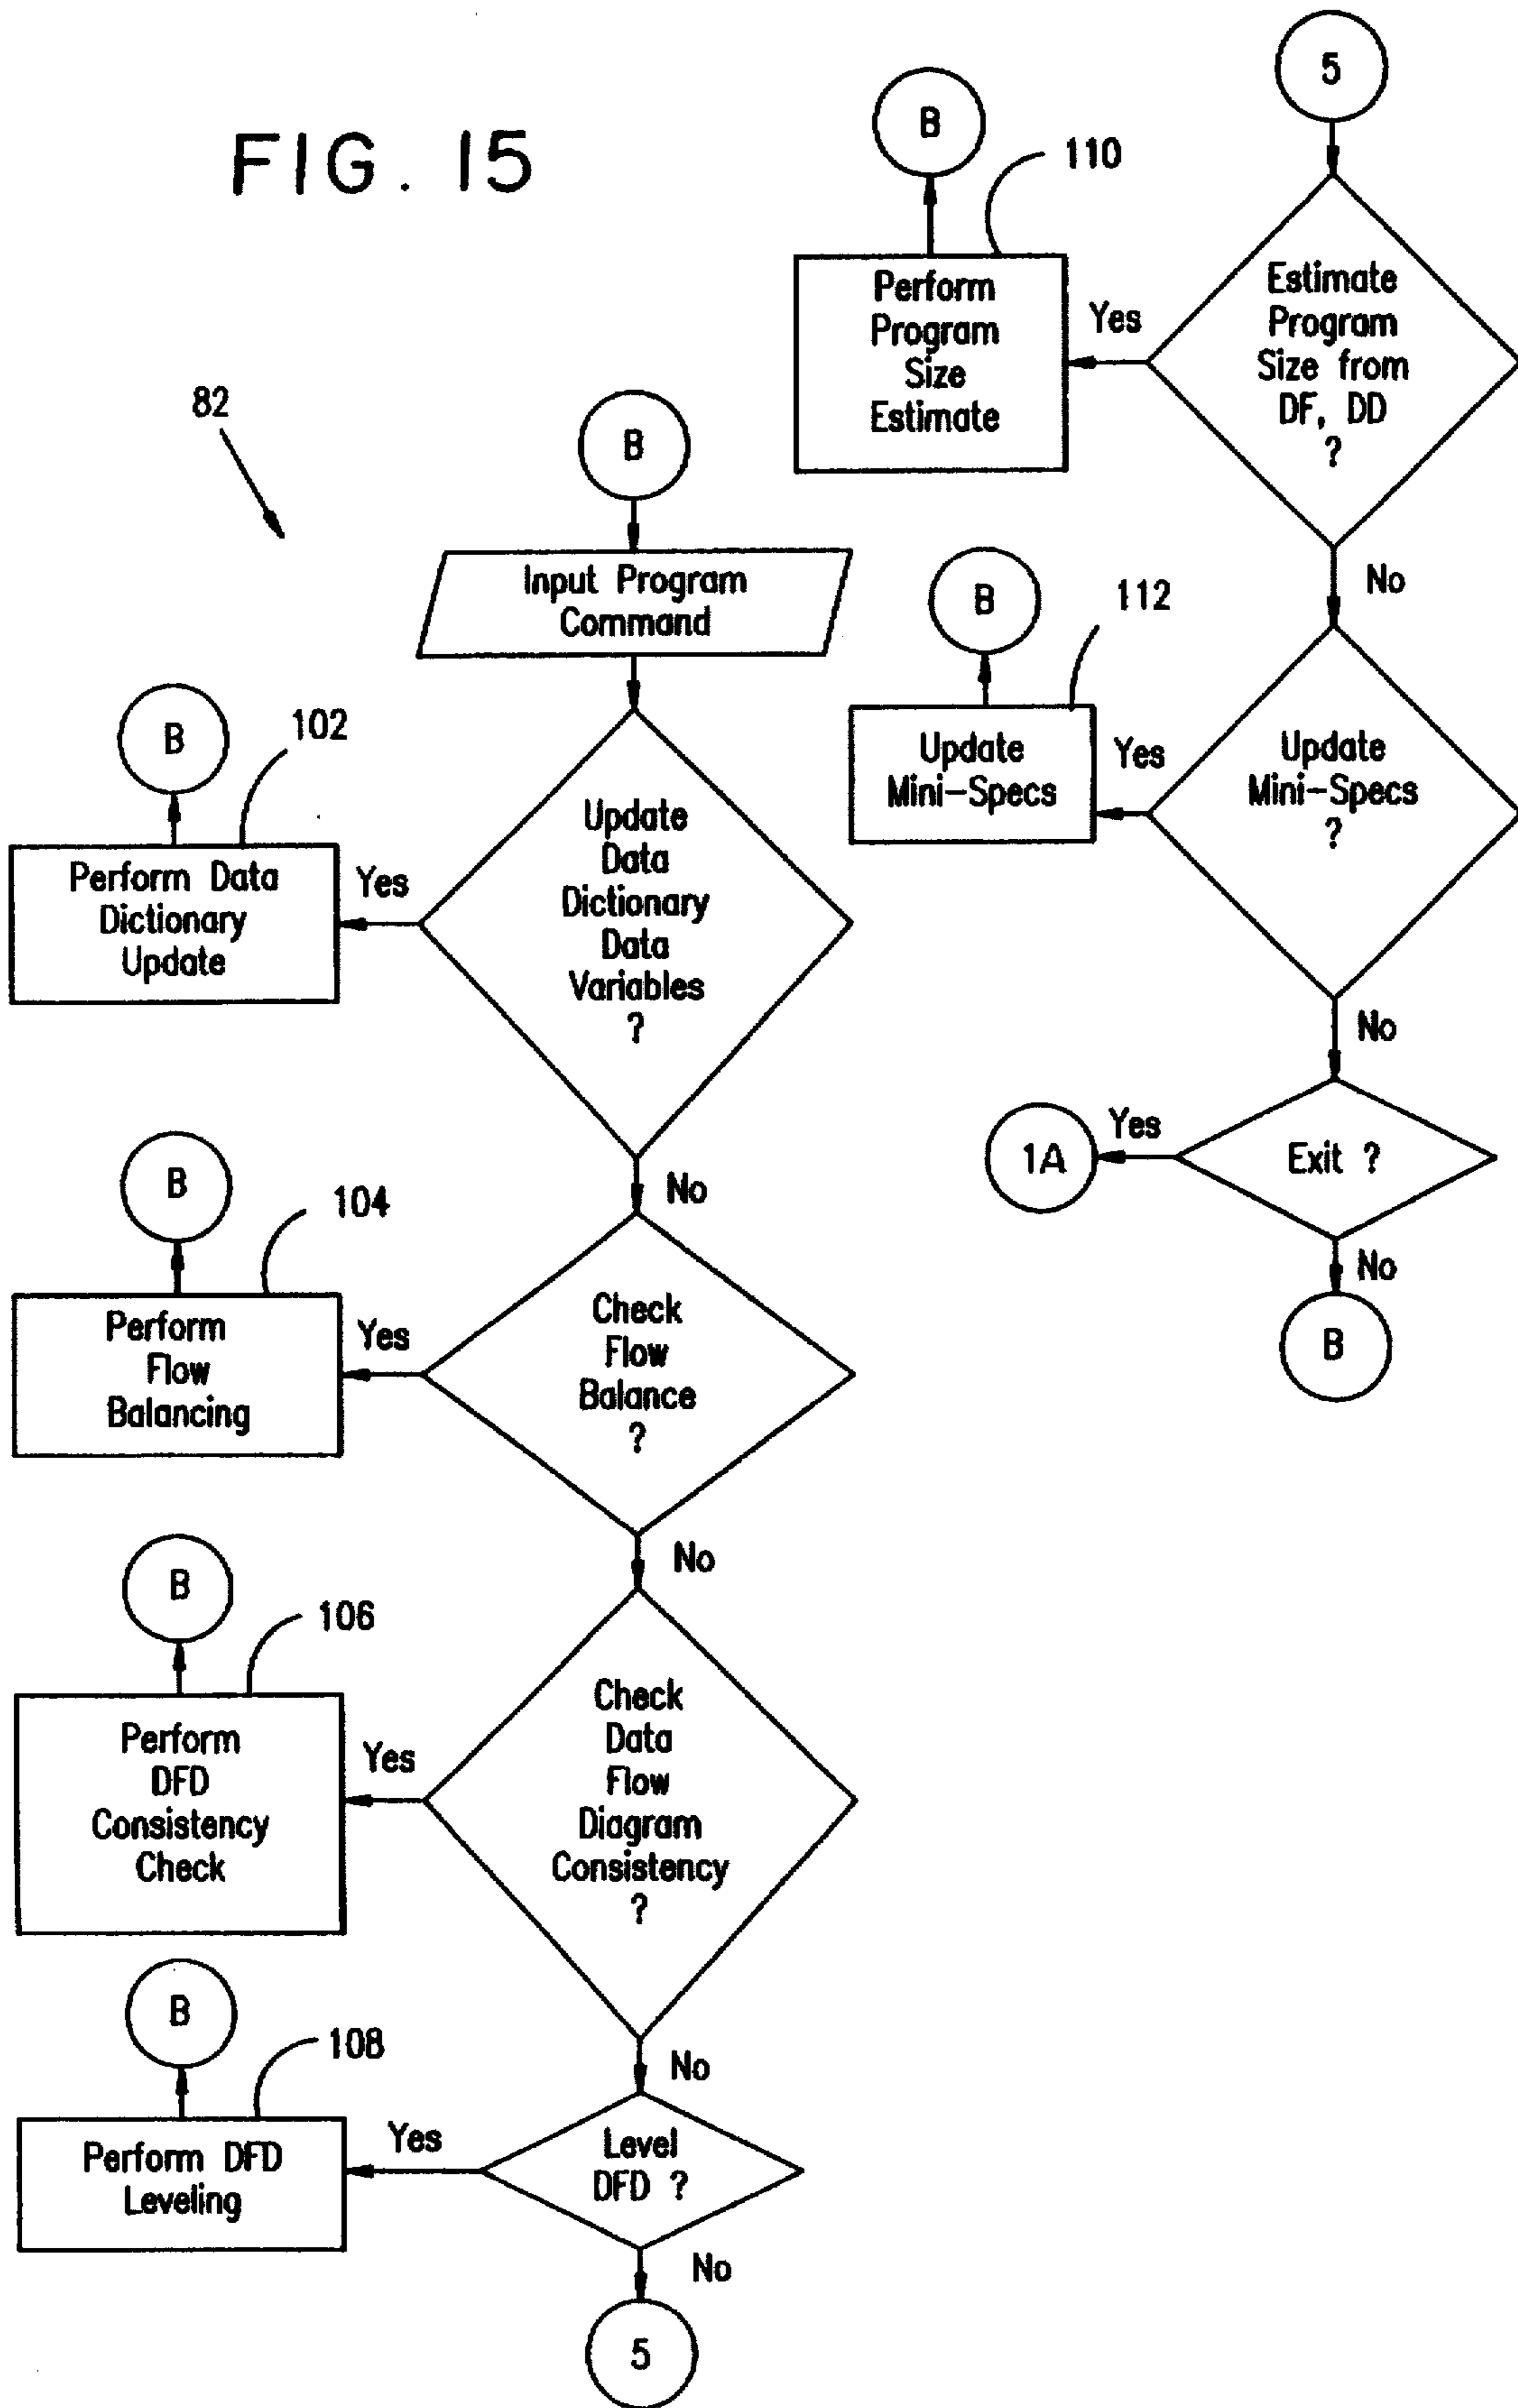 FIG. 15
82
B
Input Program
Command
Update
Data
Dictionary
Data
Variables
?
Yes
102
Perform Data
Dictionary
Update
B
No
Check
Flow
Balance
?
Yes
104
Perform
Flow
Balancing
B
No
Check
Data
Flow
Diagram
Consistency
?
Yes
106
Perform
DFD
Consistency
Check
B
No
Level
DFD ?
Yes
108
Perform DFD
Leveling
B
No
5
5
Estimate
Program
Size from
DF, DD
?
Yes
110
Perform
Program
Size
Estimate
B
No
Update
Mini-Specs
?
Yes
112
Update
Mini-Specs
B
No
Exit ?
Yes
1A
No
B